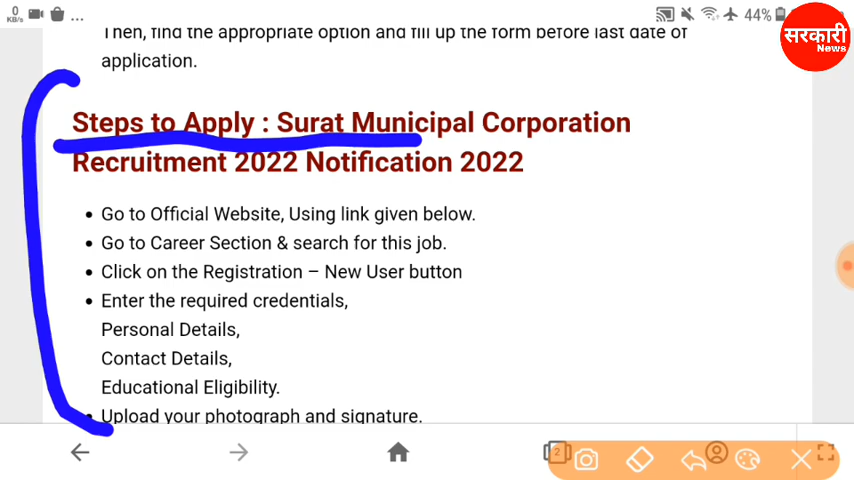 0
KB/s
...
44%
सरकारी
News
Then, find the appropriate option and fill up the form before last date of
application.
Steps to Apply : Surat Municipal Corporation
Recruitment 2022 Notification 2022
Go to Official Website, Using link given below.
Go to Career Section & search for this job.
Click on the Registration – New User button
Enter the required credentials,
Personal Details,
Contact Details,
Educational Eligibility.
Upload your photograph and signature.
2